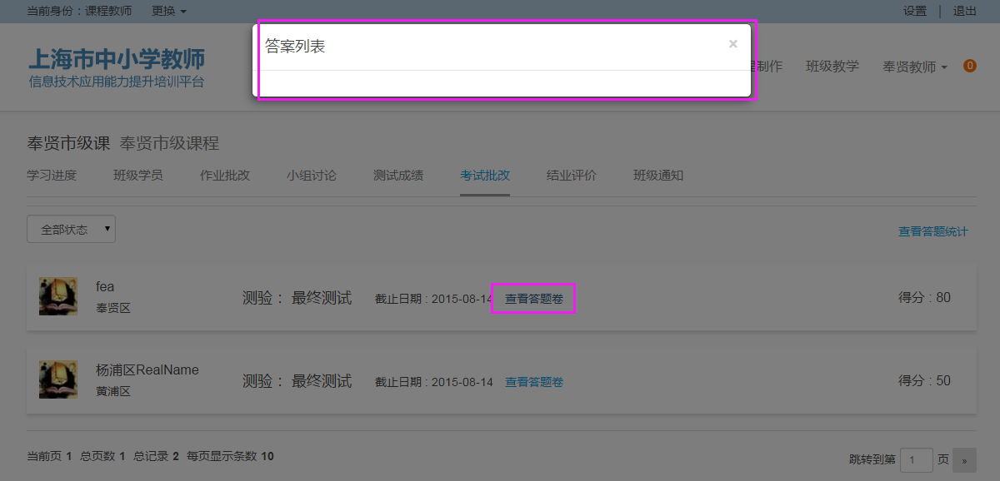 当前身份：课程教师 更换 设置 | 退出
答案列表 ×
上海市中小学教师
信息技术应用能力提升培训平台
制作 班级教学 奉贤教师 0
奉贤市级课 奉贤市级课程
学习进度 班级学员 作业批改 小组讨论 测试成绩 考试批改 结业评价 班级通知
全部状态 查看答题统计
fea
奉贤区
测验： 最终测试 截止日期 : 2015-08-14 查看答题卷 得分 : 80
杨浦区RealName
黄浦区
测验： 最终测试 截止日期 : 2015-08-14 查看答题卷 得分 : 50
当前页 1 总页数 1 总记录 2 每页显示条数 10 跳转到第 1 页 »